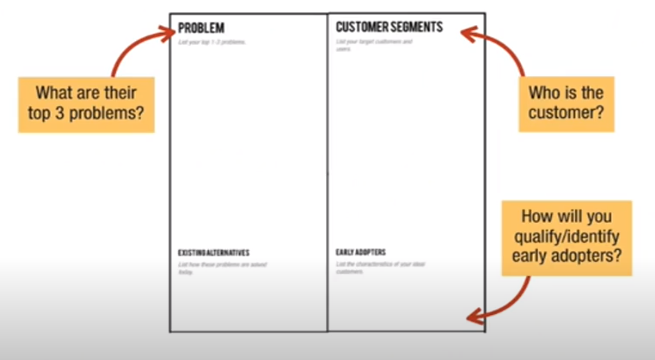 PROBLEM
List your top 1-3 problems.
CUSTOMER SEGMENTS
List your target customers and
users.
What are their
top 3 problems?
Who is the
customer?
How will you
qualify/identify
early adopters?
EXISTING ALTERNATIVES
List how these problems are solved
today.
EARLY ADOPTERS
List the characteristics of your ideal
customers.